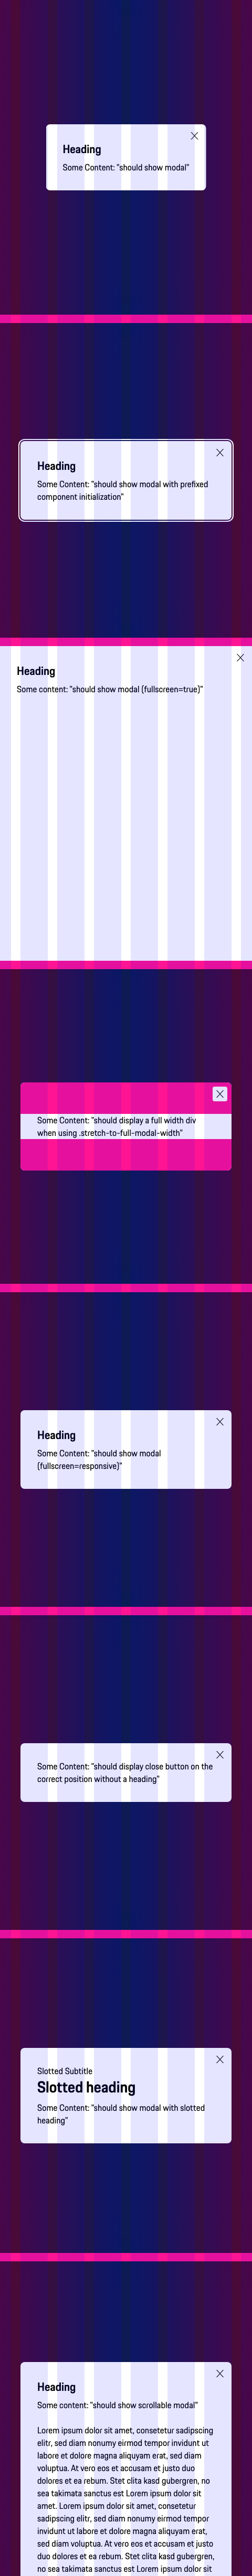 Heading
Some Content: "should show modal"
Heading
Some Content: "should show modal with prefixed
component initialization"
Heading
Some content: "should show modal (fullscreen=true)"
Some Content: "should display a full width div
when using .stretch-to-full-modal-width"
Heading
Some Content: "should show modal
(fullscreen=responsive)"
Some Content: "should display close button on the
correct position without a heading"
Slotted Subtitle
Slotted heading
Some Content: "should show modal with slotted
heading"
Heading
Some content: "should show scrollable modal"
Lorem ipsum dolor sit amet, consetetur sadipscing
elitr, sed diam nonumy eirmod tempor invidunt ut
labore et dolore magna aliquyam erat, sed diam
voluptua. At vero eos et accusam et justo duo
dolores et ea rebum. Stet clita kasd gubergren, no
sea takimata sanctus est Lorem ipsum dolor sit
amet. Lorem ipsum dolor sit amet, consetetur
sadipscing elitr, sed diam nonumy eirmod tempor
invidunt ut labore et dolore magna aliquyam erat,
sed diam voluptua. At vero eos et accusam et justo
duo dolores et ea rebum. Stet clita kasd gubergren,
no sea takimata sanctus est Lorem ipsum dolor sit